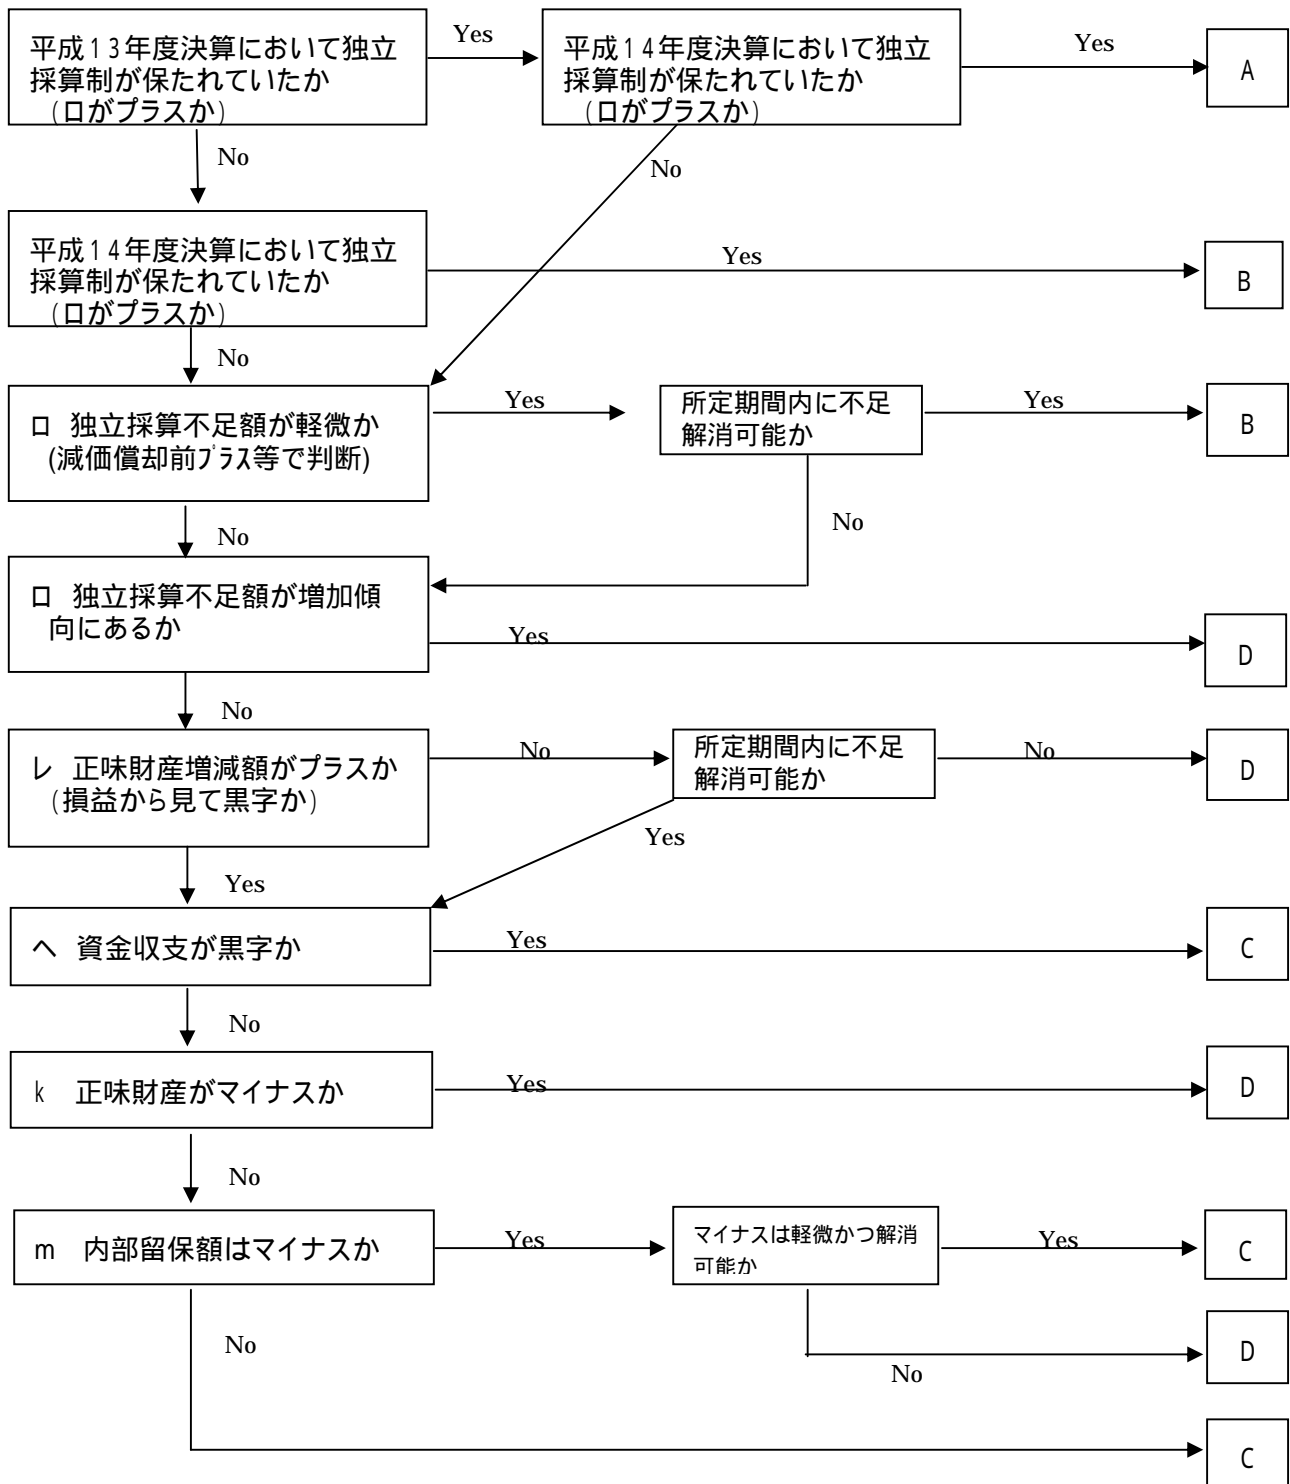 平成13年度決算において独立
採算制が保たれていたか
(ロがプラスか)
Yes
平成14年度決算において独立
採算制が保たれていたか
(ロがプラスか)
Yes
A
No
No
平成14年度決算において独立
採算制が保たれていたか
(ロがプラスか)
Yes
B
No
ロ 独立採算不足額が軽微か
(減価償却前プラス等で判断)
Yes
所定期間内に不足
解消可能か
Yes
B
No
No
ロ 独立採算不足額が増加傾
向にあるか
Yes
D
No
レ 正味財産増減額がプラスか
(損益から見て黒字か)
No
所定期間内に不足
解消可能か
No
D
Yes
Yes
ヘ 資金収支が黒字か
Yes
C
No
k 正味財産がマイナスか
Yes
D
No
m 内部留保額はマイナスか
Yes
マイナスは軽微かつ解消
可能か
Yes
C
No
No
D
C